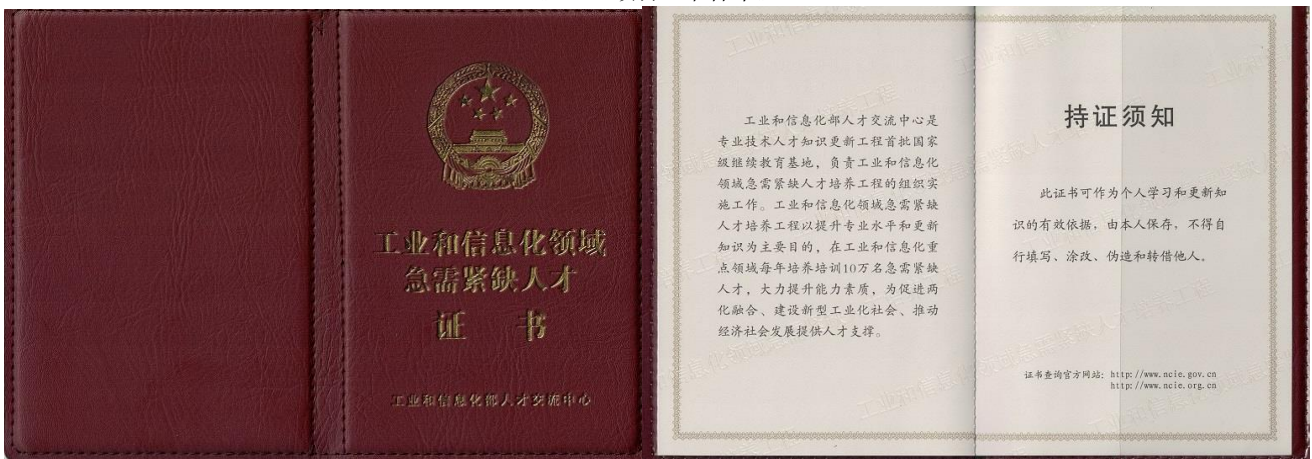 工业和信息化领域
急需紧缺人才
证 书
工业和信息化部人才交流中心
工业和信息化部人才交流中心是
专业技术人才知识更新工程首批国家
级继续教育基地，负责工业和信息化
领域急需紧缺人才培养工程的组织实
施工作。工业和信息化领域急需紧缺
人才培养工程以提升专业水平和更新
知识为主要目的，在工业和信息化重
点领域每年培养培训10万名急需紧缺
人才，大力提升能力素质，为促进两
化融合、建设新型工业化社会、推动
经济社会发展提供人才支撑。
持证须知
此证书可作为个人学习和更新知
识的有效依据，由本人保存，不得自
行填写、涂改、伪造和转借他人。
证书查询官方网站：http://www.ncie.gov.cn
http://www.ncie.org.cn